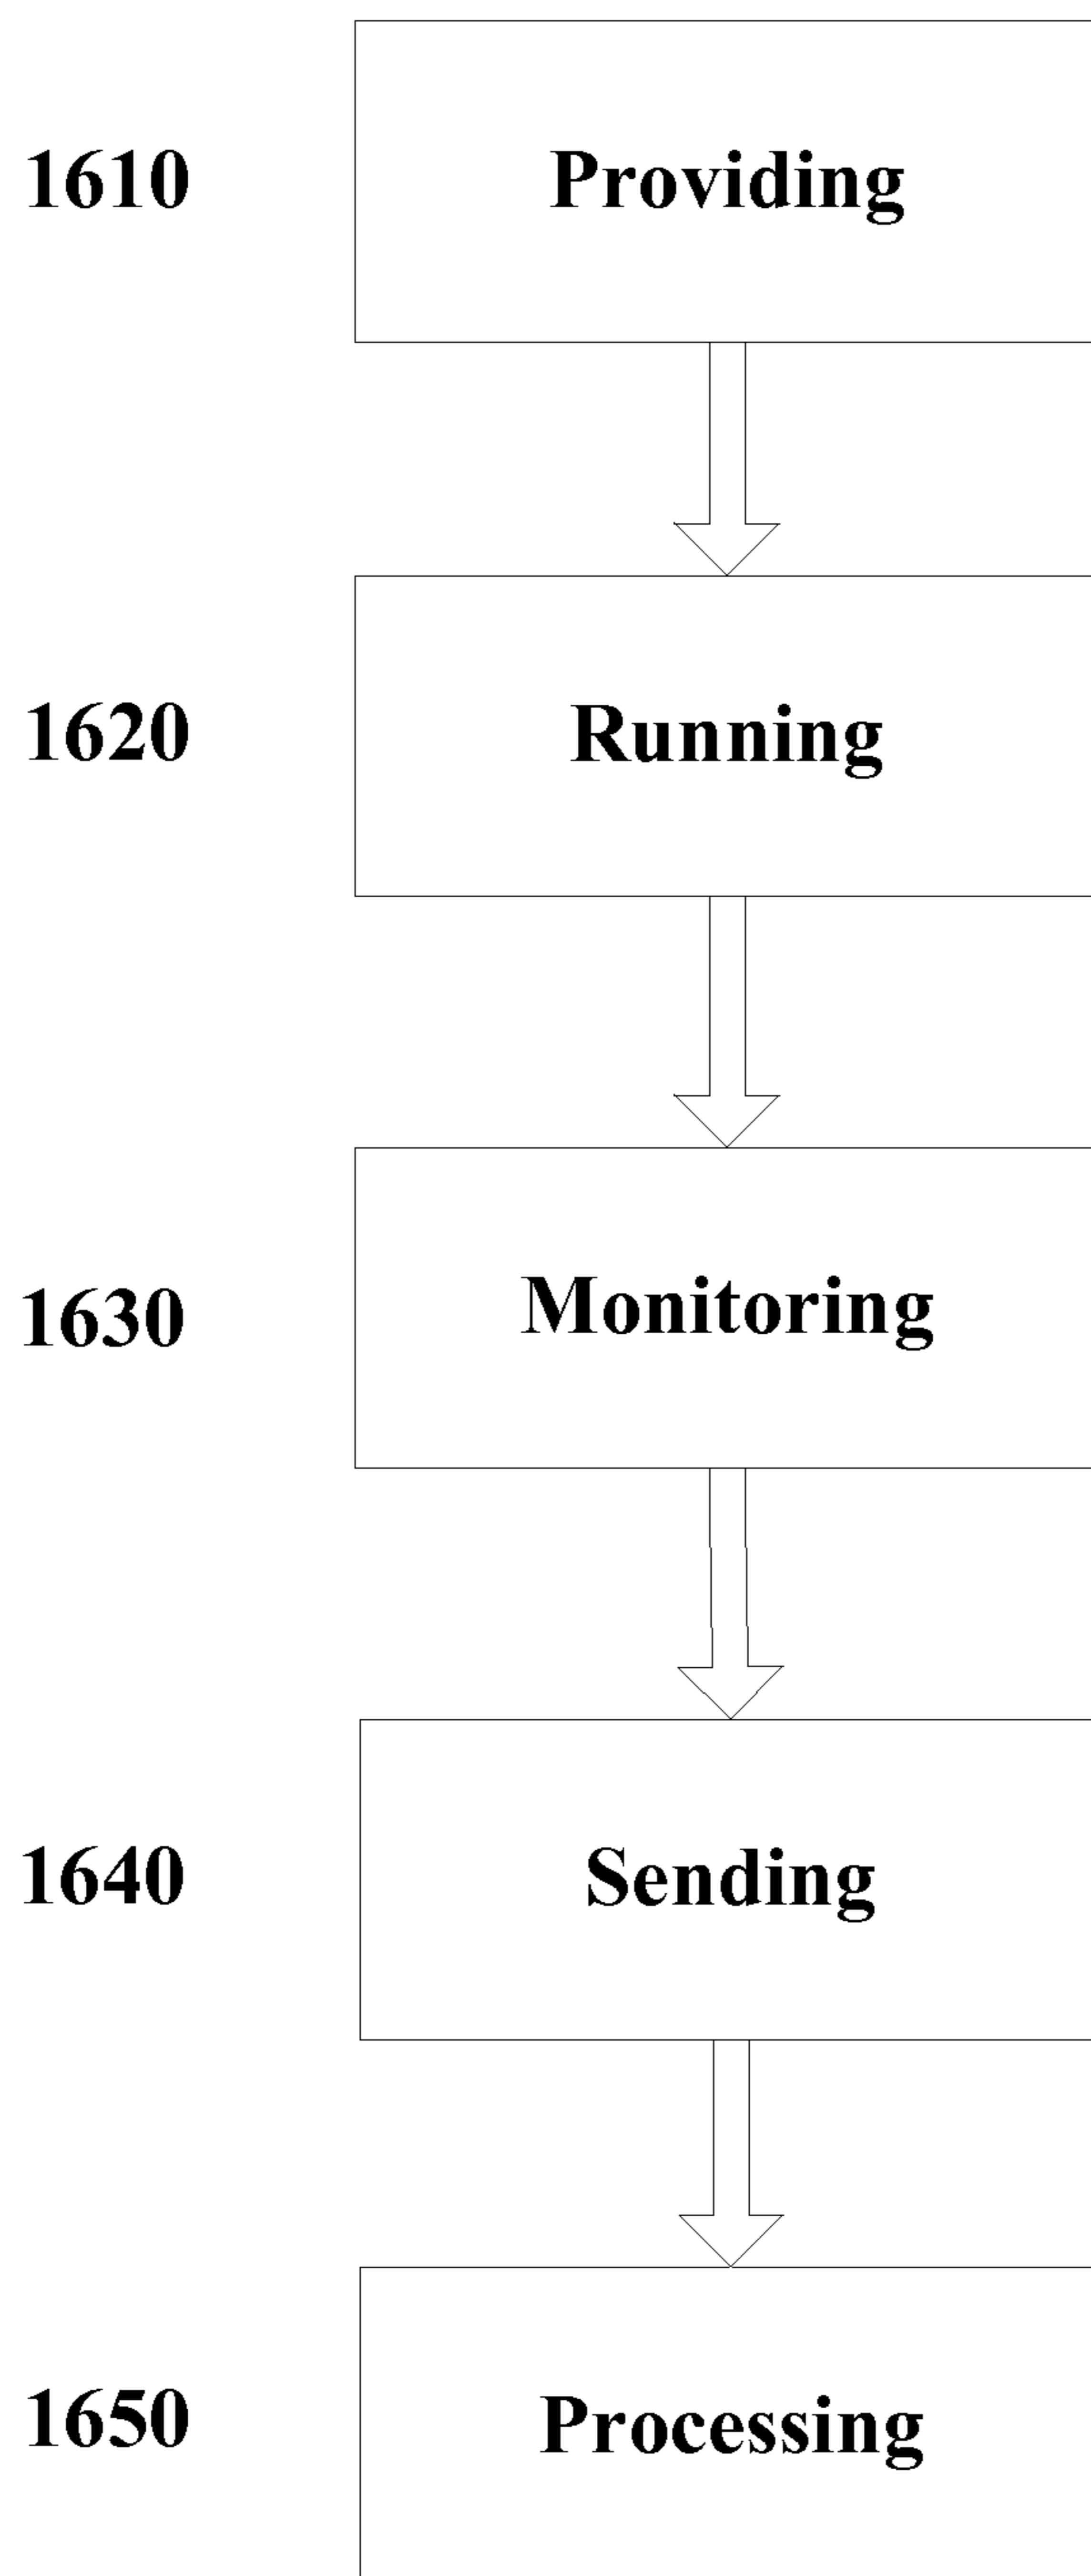 1610
Providing
1620
Running
1630
Monitoring
1640
Sending
1650
Processing